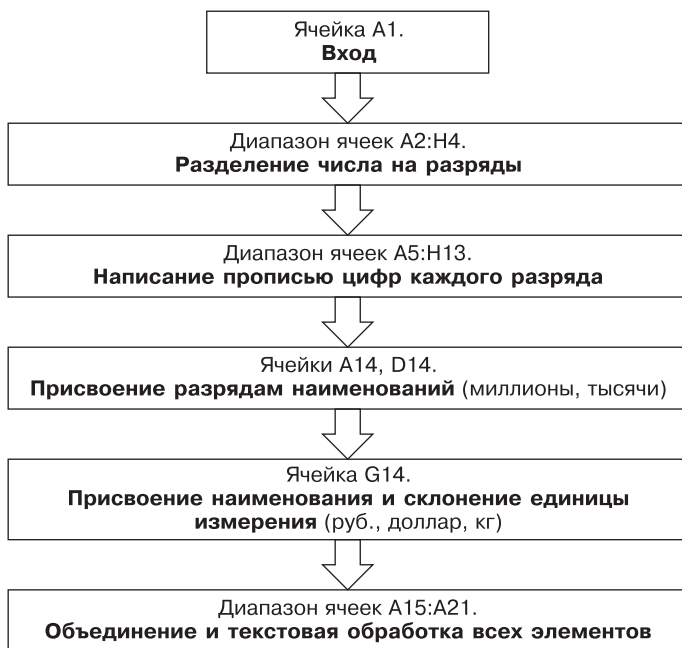 Ячейка A1.
Вход
Диапазон ячеек A2:H4.
Разделение числа на разряды
Диапазон ячеек A5:H13.
Написание прописью цифр каждого разряда
Ячейки A14, D14.
Присвоение разрядам наименований (миллионы, тысячи)
Ячейка G14.
Присвоение наименования и склонение единицы
измерения (руб., доллар, кг)
Диапазон ячеек A15:A21.
Объединение и текстовая обработка всех элементов